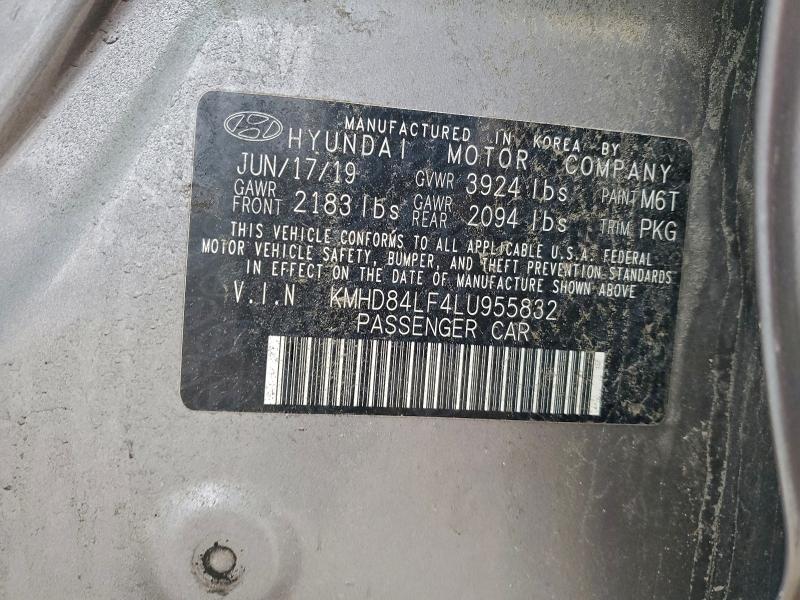 MANUFACTURED IN KOREA BY
HYUNDAI MOTOR COMPANY
JUN/17/19 GVWR 3924 lbs PAINT M6T
GAWR FRONT 2183 lbs GAWR REAR 2094 lbs TRIM PKG
THIS VEHICLE CONFORMS TO ALL APPLICABLE U.S.A. FEDERAL
MOTOR VEHICLE SAFETY, BUMPER, AND THEFT PREVENTION STANDARDS
IN EFFECT ON THE DATE OF MANUFACTURE SHOWN ABOVE
V.I.N KMHD84LF4LU955832
PASSENGER CAR